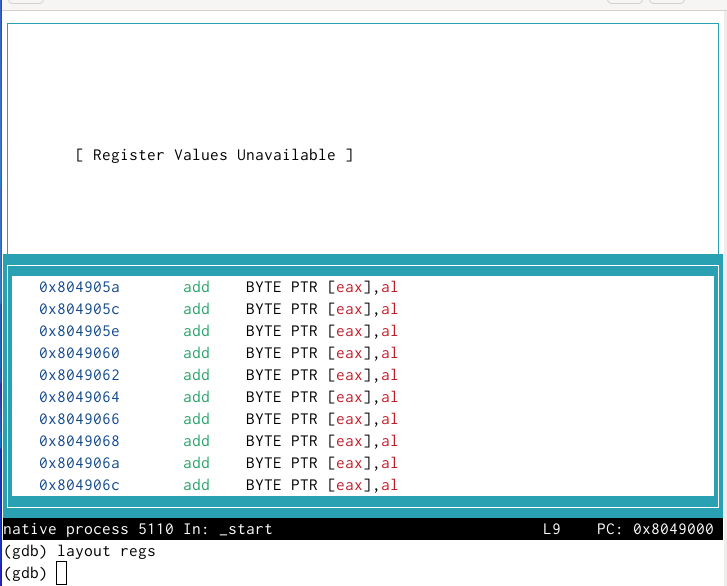 [ Register Values Unavailable ]
0x804905a add BYTE PTR [eax],al
0x804905c add BYTE PTR [eax],al
0x804905e add BYTE PTR [eax],al
0x8049060 add BYTE PTR [eax],al
0x8049062 add BYTE PTR [eax],al
0x8049064 add BYTE PTR [eax],al
0x8049066 add BYTE PTR [eax],al
0x8049068 add BYTE PTR [eax],al
0x804906a add BYTE PTR [eax],al
0x804906c add BYTE PTR [eax],al
native process 5110 In: _start L9 PC: 0x8049000
(gdb) layout regs
(gdb)